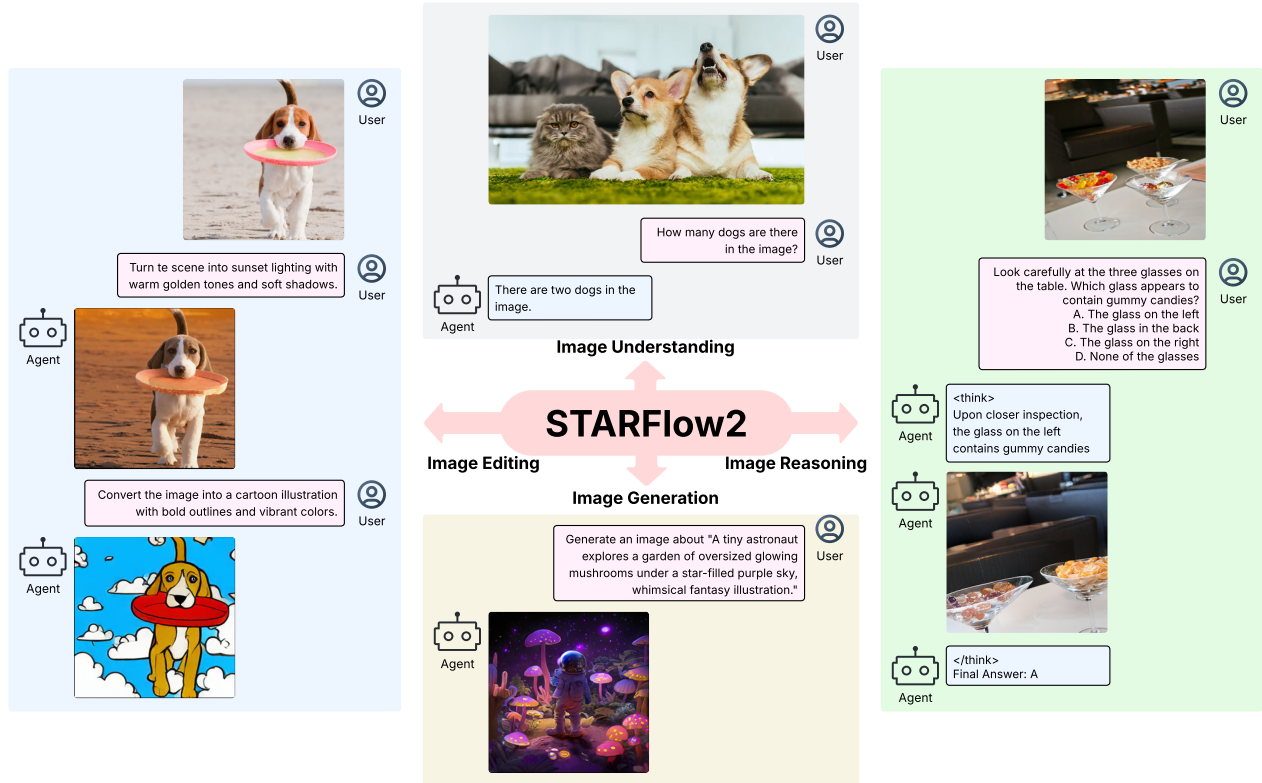 User
Turn te scene into sunset lighting with
warm golden tones and soft shadows.
User
Agent
Convert the image into a cartoon illustration
with bold outlines and vibrant colors.
User
Agent
User
How many dogs are there
in the image?
User
There are two dogs in the
image.
Agent
Image Understanding
STARFlow2
Image Editing
Image Reasoning
Image Generation
Generate an image about "A tiny astronaut
explores a garden of oversized glowing
mushrooms under a star-filled purple sky,
whimsical fantasy illustration."
User
Agent
User
Look carefully at the three glasses on
the table. Which glass appears to
contain gummy candies?
A. The glass on the left
B. The glass in the back
C. The glass on the right
D. None of the glasses
User
<think>
Upon closer inspection,
the glass on the left
contains gummy candies
Agent
Agent
</think>
Final Answer: A
Agent